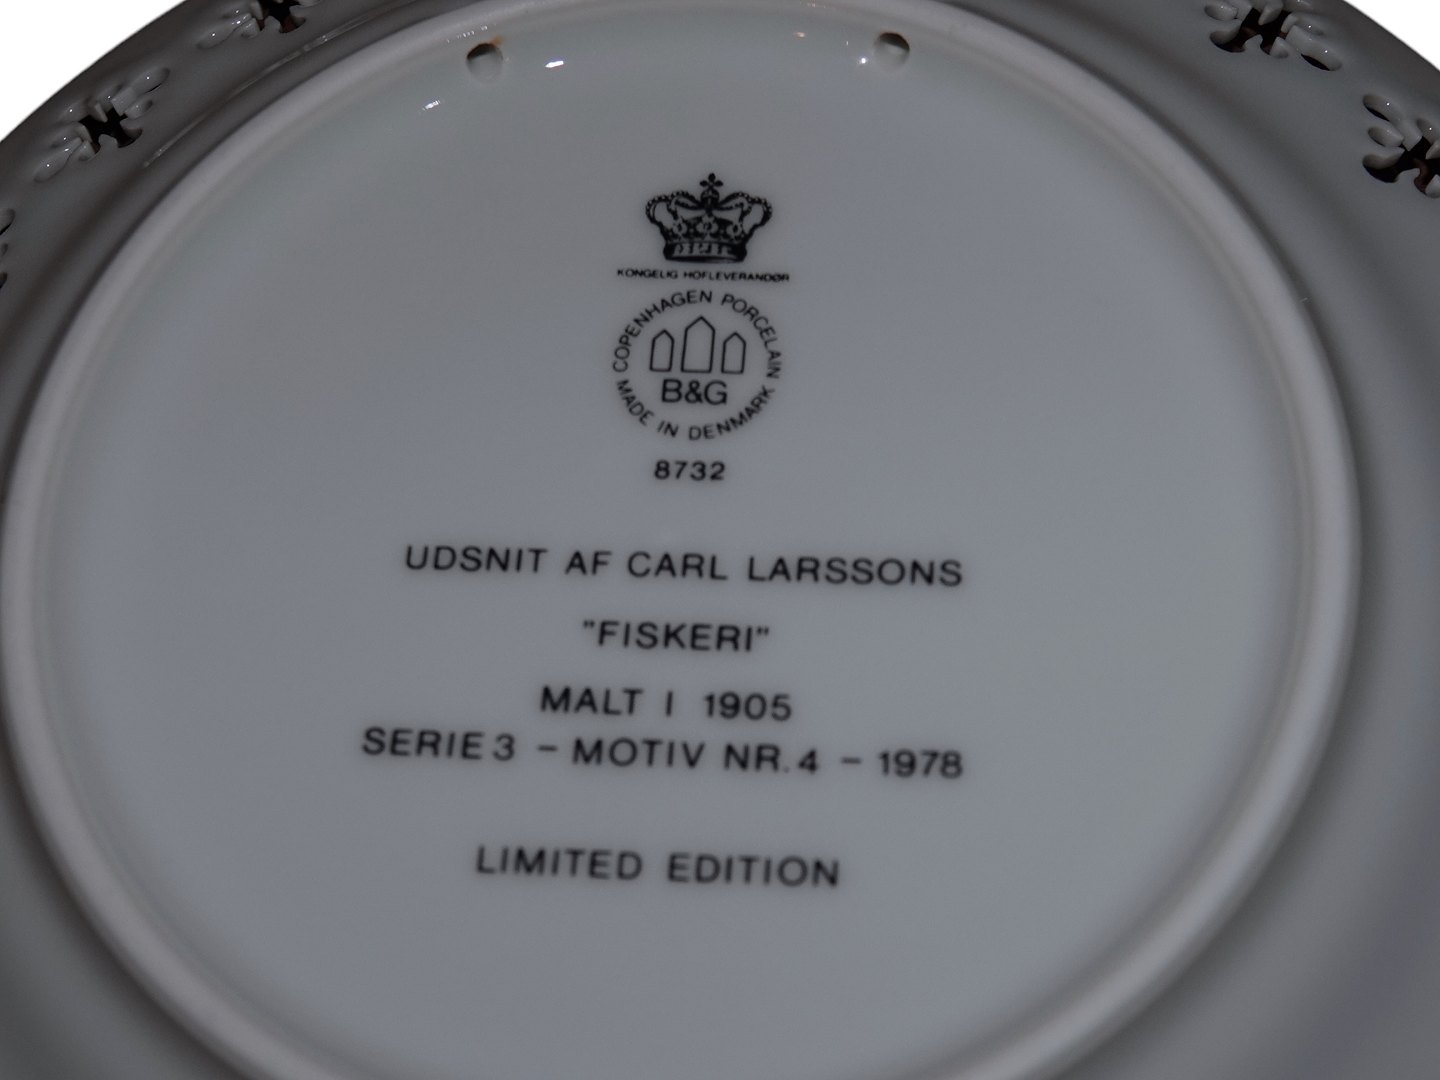 KONGELIG HOFLEVERANDØR
COPENHAGEN PORCELAIN
B&G
MADE IN DENMARK
8732
UDSNIT AF CARL LARSSONS
"FISKERI"
MALT I 1905
SERIE 3 - MOTIV NR. 4 - 1978
LIMITED EDITION